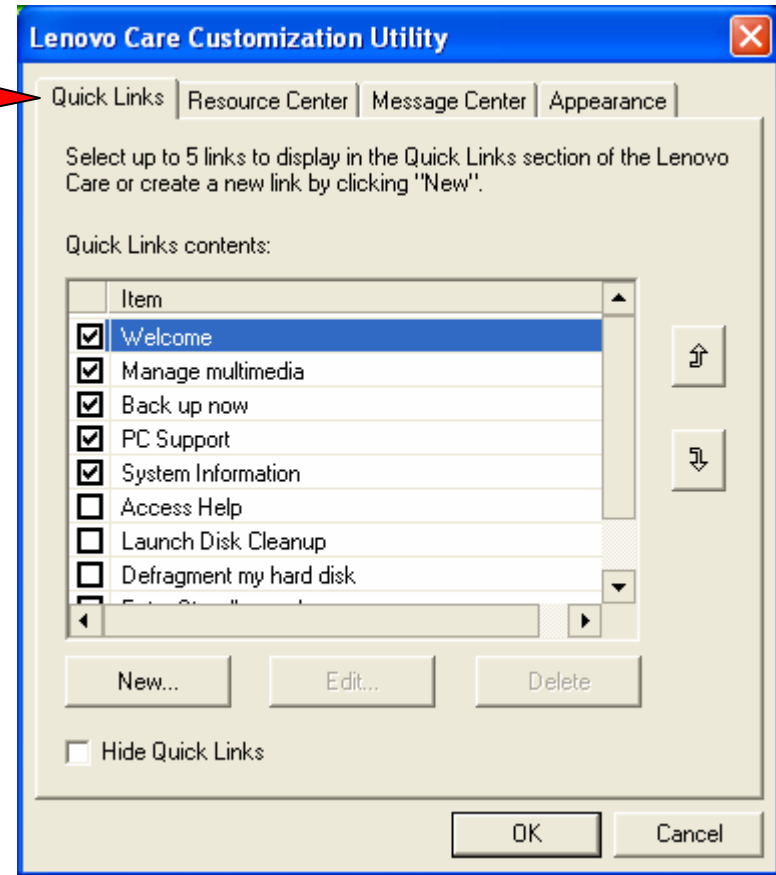 Lenovo Care Customization Utility
Quick Links Resource Center Message Center Appearance
Select up to 5 links to display in the Quick Links section of the Lenovo
Care or create a new link by clicking "New".
Quick Links contents:
Item
Welcome
Manage multimedia
Back up now
PC Support
System Information
Access Help
Launch Disk Cleanup
Defragment my hard disk
New... Edit... Delete
Hide Quick Links
OK Cancel